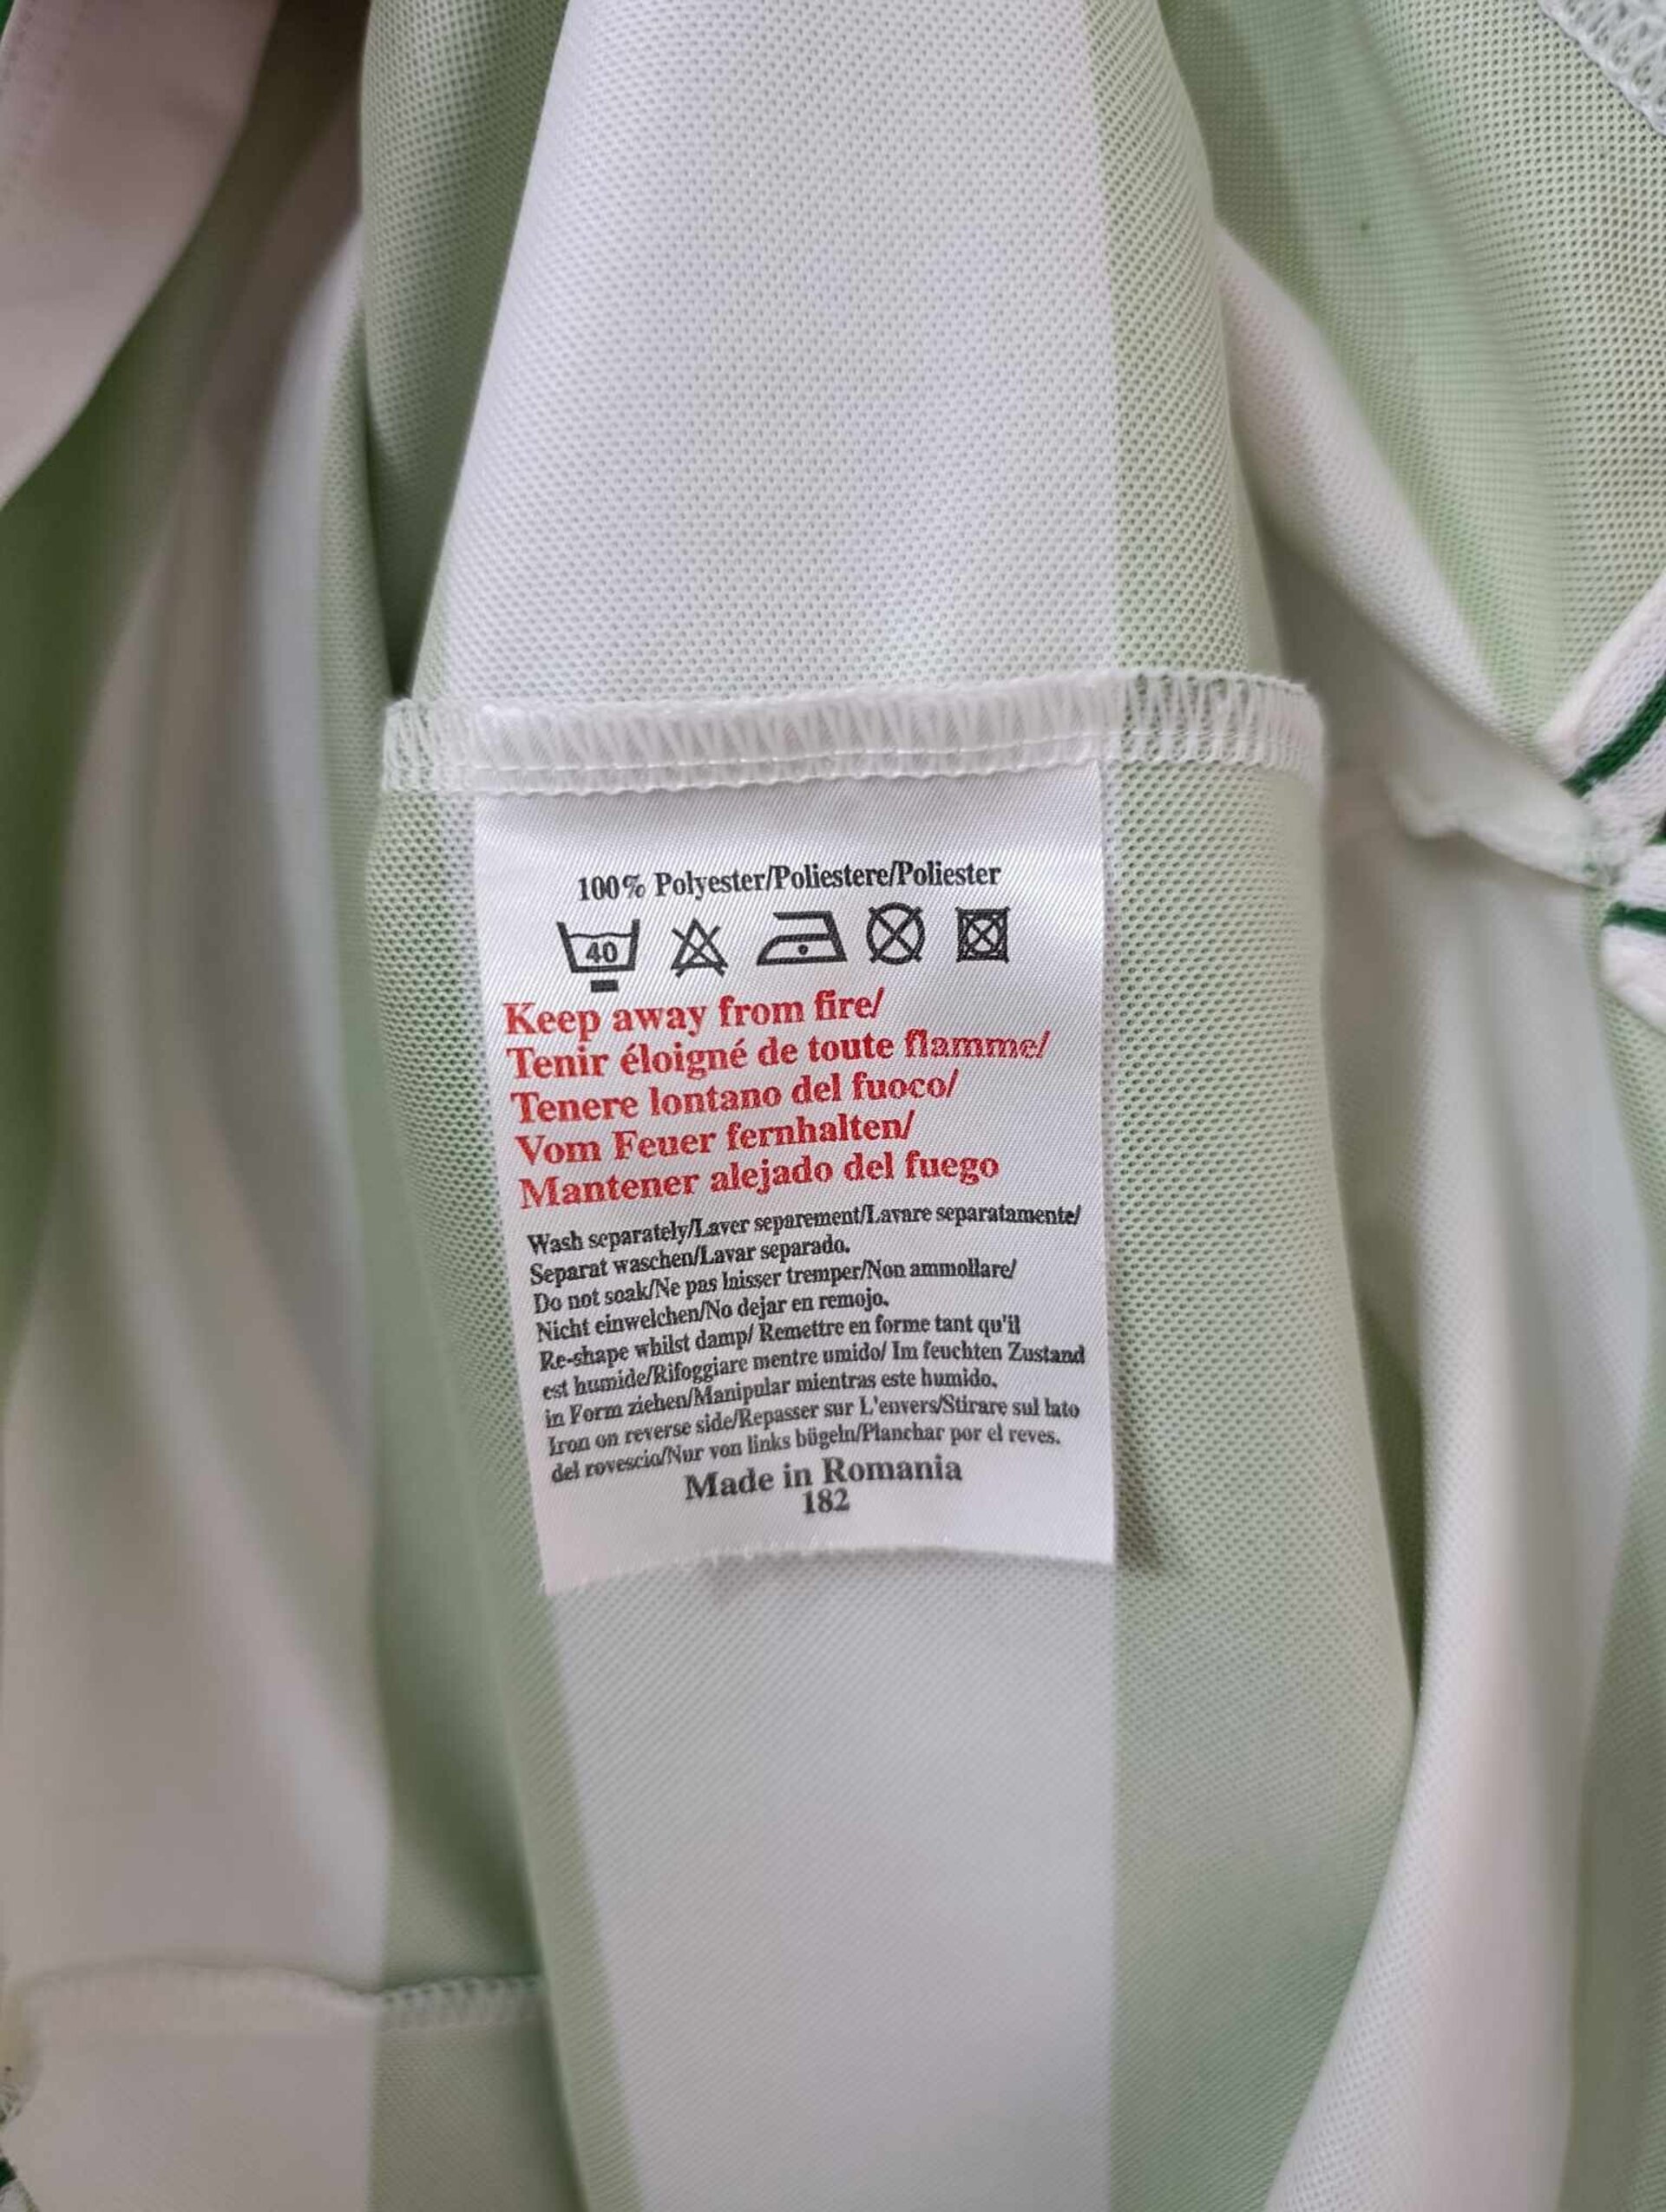 100% Polyester/Poliestere/Poliester
40
Keep away from fire/
Tenir éloigné de toute flamme/
Tenere lontano del fuoco/
Vom Feuer fernhalten/
Mantener alejado del fuego
Wash separately/Laver separement/Lavare separatamente/
Separat waschen/Lavar separado.
Do not soak/Ne pas laisser tremper/Non ammollare/
Nicht einwelchen/No dejar en remojo.
Re-shape whilst damp/ Remettre en forme tant qu'il
est humide/Rifoggiare mentre umido/ Im feuchten Zustand
in Form ziehen/Manipular mientras este humido.
Iron on reverse side/Repasser sur L'envers/Stirare sul lato
del rovescio/Nur von links bügeln/Planchar por el reves.
Made in Romania
182